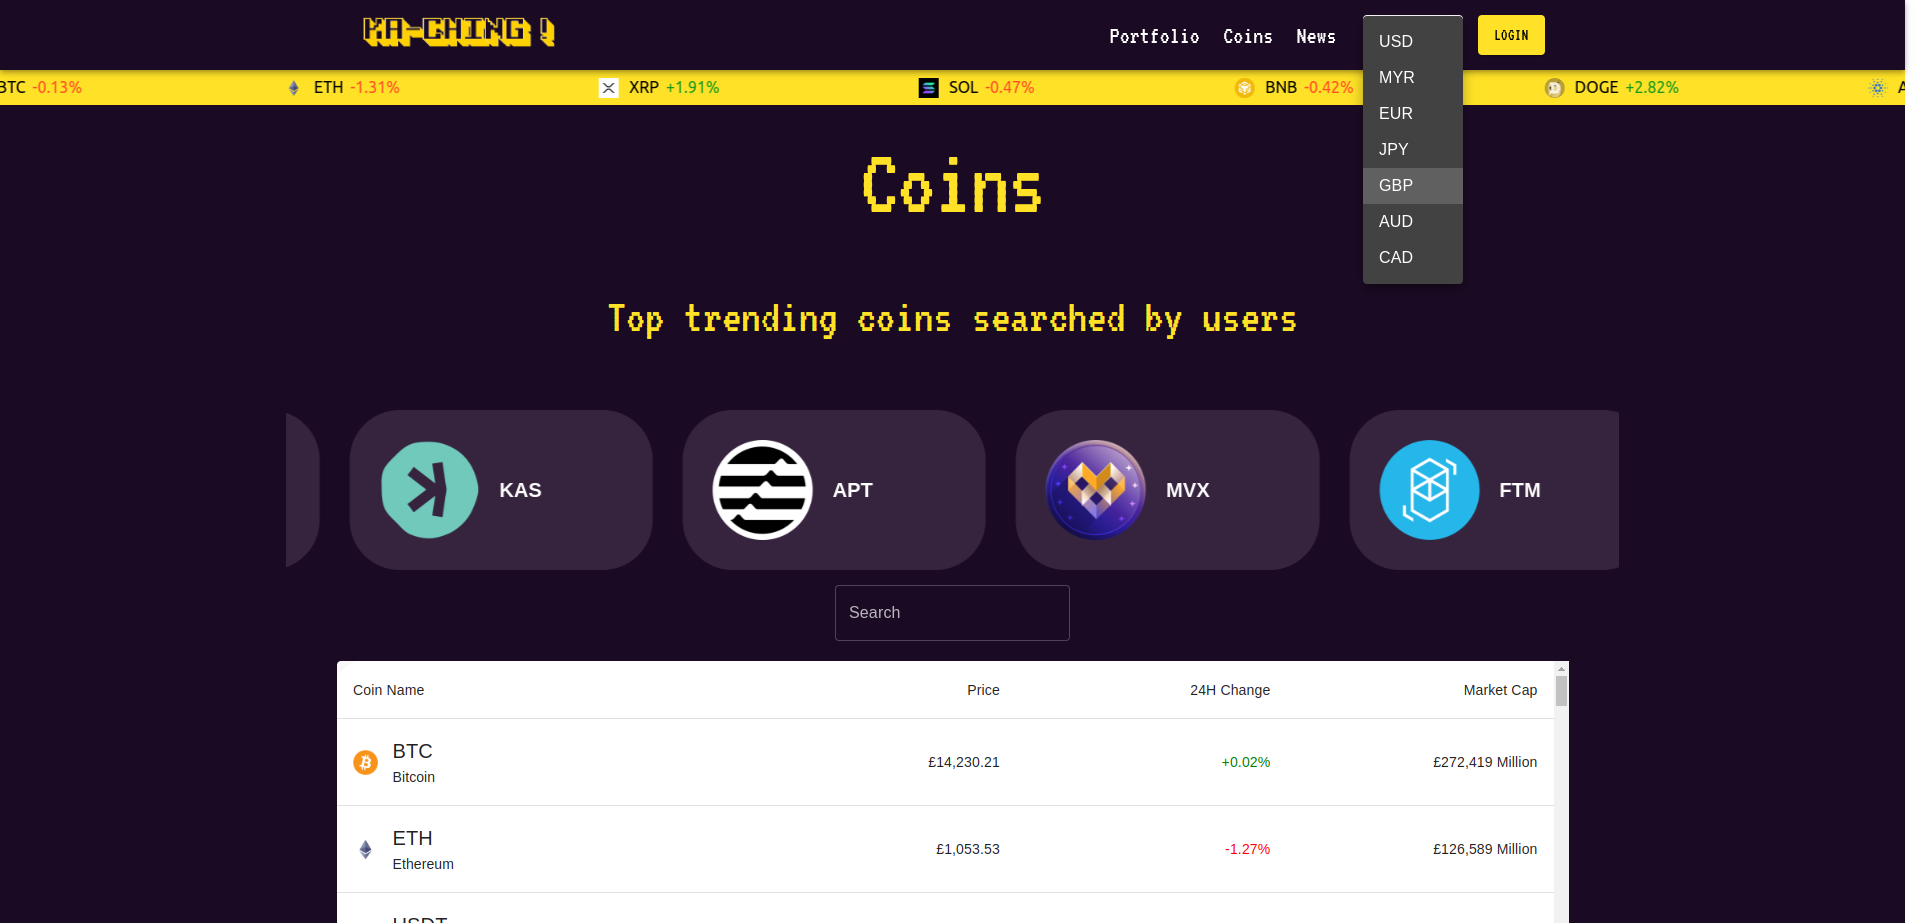 KA-CHING !
Portfolio Coins News
USD
MYR
EUR
JPY
GBP
AUD
CAD
LOGIN
BTC -0.13% ETH -1.31% XRP +1.91% SOL -0.47% BNB -0.42% DOGE +2.82% A
Coins
Top trending coins searched by users
KAS APT MVX FTM
Search
Coin Name Price 24H Change Market Cap
BTC
Bitcoin £14,230.21 +0.02% £272,419 Million
ETH
Ethereum £1,053.53 -1.27% £126,589 Million
USDT